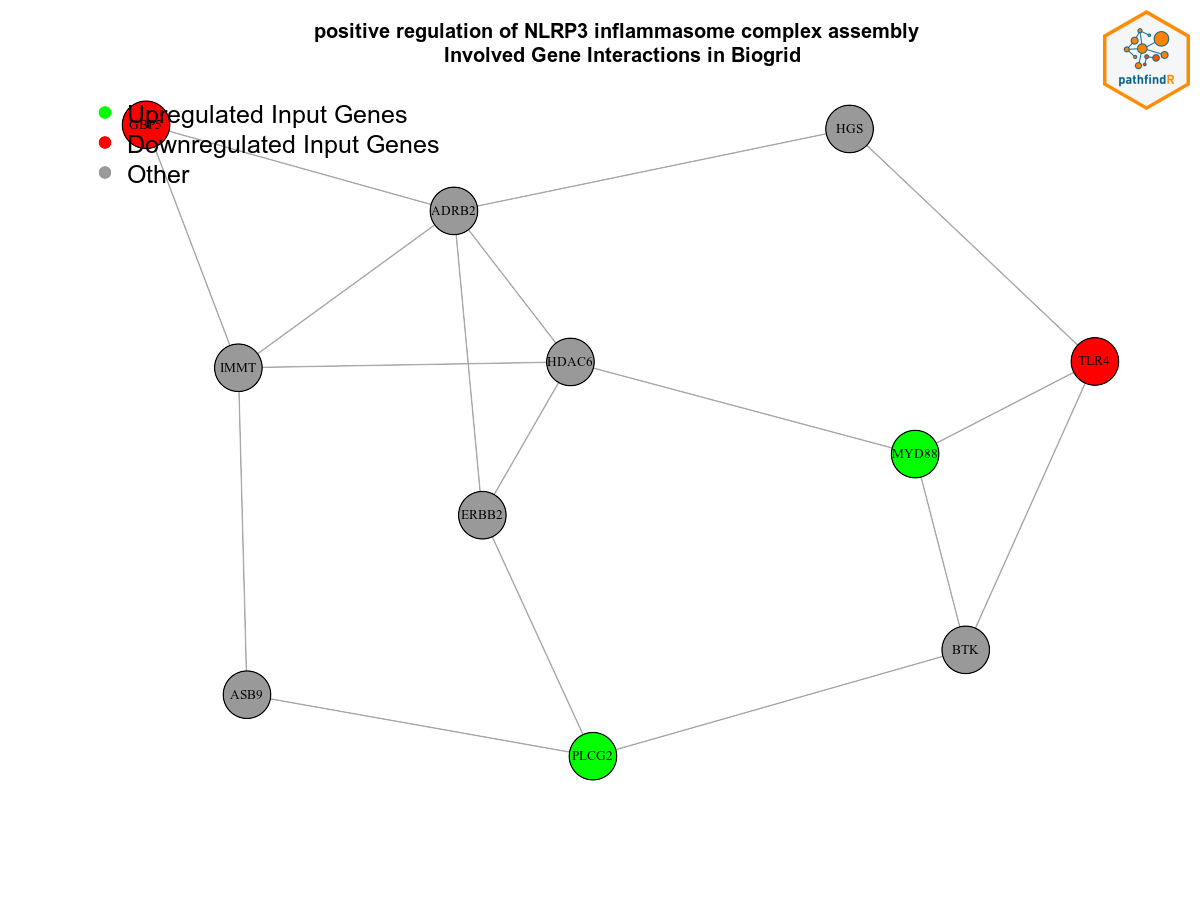 positive regulation of NLRP3 inflammasome complex assembly
Involved Gene Interactions in Biogrid
pathfindR
Upregulated Input Genes
GBP5
Downregulated Input Genes
Other
HGS
ADRB2
IMMT
HDAC6
TLR4
MYD88
ERBB2
BTK
ASB9
PLCG2